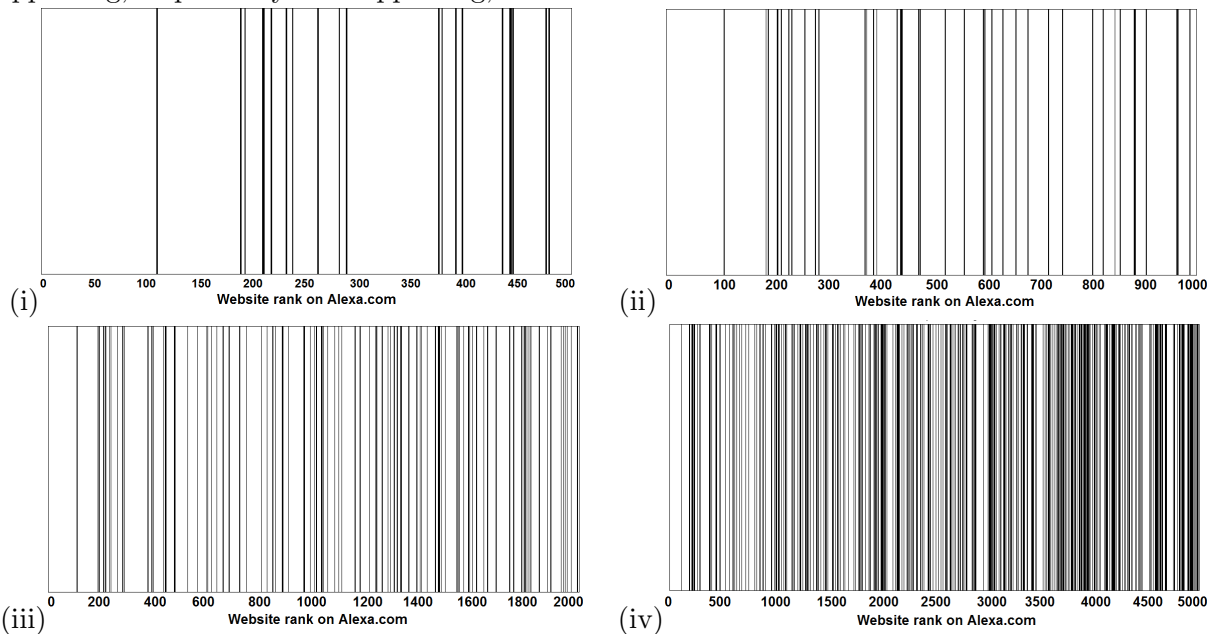 0 50 100 150 200 250 300 350 400 450 500
Website rank on Alexa.com
(i)
0 100 200 300 400 500 600 700 800 900 1000
Website rank on Alexa.com
(ii)
0 200 400 600 800 1000 1200 1400 1600 1800 2000
Website rank on Alexa.com
(iii)
0 500 1000 1500 2000 2500 3000 3500 4000 4500 5000
Website rank on Alexa.com
(iv)